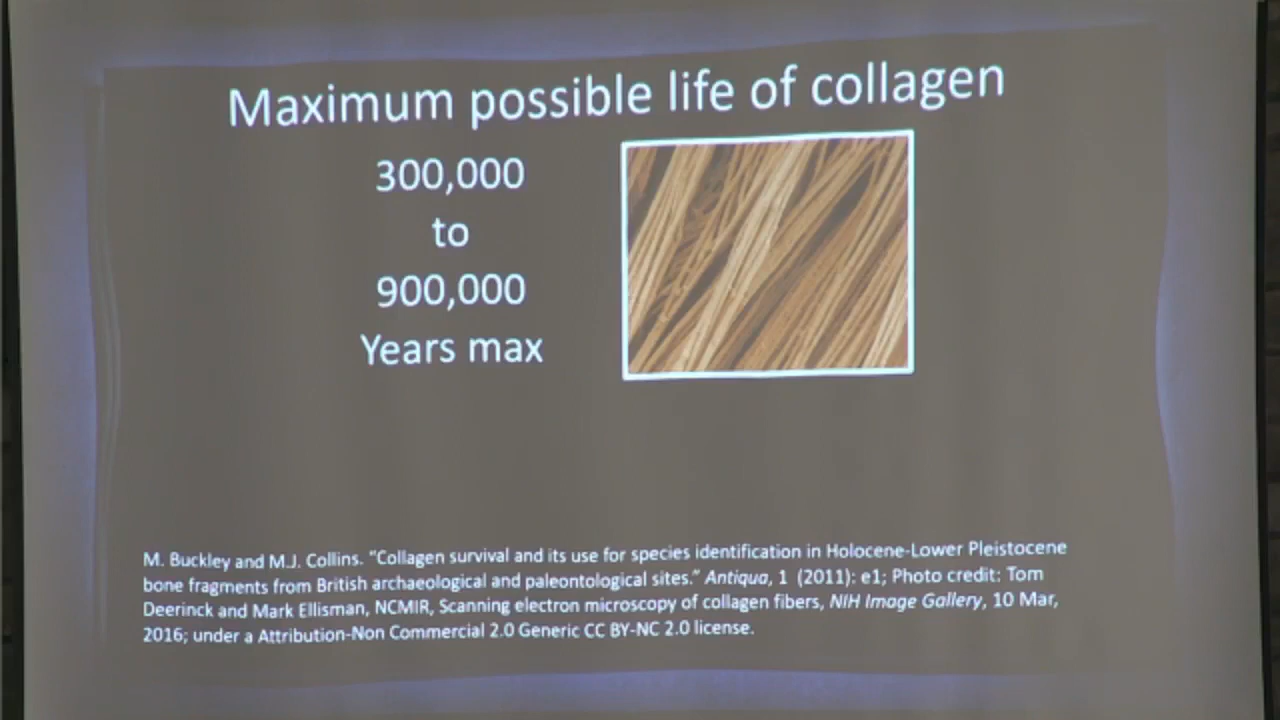 Maximum possible life of collagen
300,000
to
900,000
Years max
M. Buckley and M.J. Collins. “Collagen survival and its use for species identification in Holocene-Lower Pleistocene
bone fragments from British archaeological and paleontological sites.” Antiqua, 1 (2011): e1; Photo credit: Tom
Deerinck and Mark Ellisman, NCMIR, Scanning electron microscopy of collagen fibers, NIH Image Gallery, 10 Mar,
2016; under a Attribution-Non Commercial 2.0 Generic CC BY-NC 2.0 license.